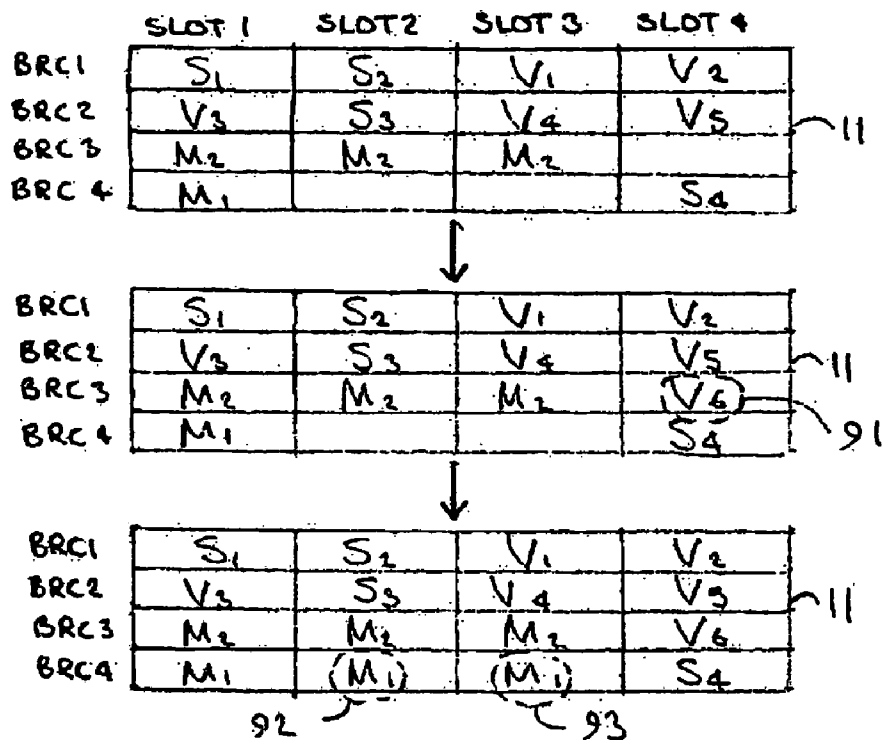 SLOT 1 SLOT 2 SLOT 3 SLOT 4
BRC1 S1 S2 V1 V2
BRC2 V3 S3 V4 V5 11
BRC3 M2 M2 M2
BRC4 M1 S4
BRC1 S1 S2 V1 V2
BRC2 V3 S3 V4 V5 11
BRC3 M2 M2 M2 V6
BRC4 M1 S4 91
BRC1 S1 S2 V1 V2
BRC2 V3 S3 V4 V5 11
BRC3 M2 M2 M2 V6
BRC4 M1 M1 M1 S4
92 93